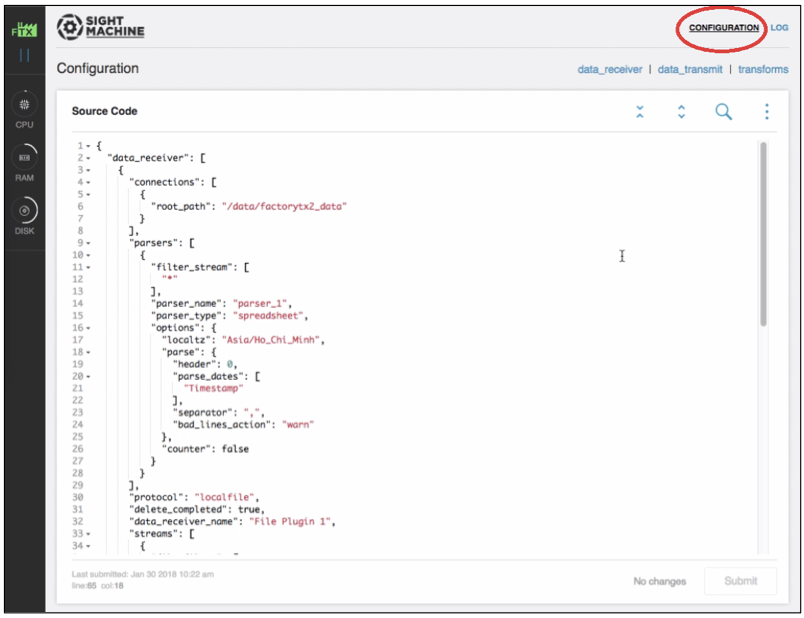 FTX
SIGHT
MACHINE
CONFIGURATION LOG
Configuration
data_receiver | data_transmit | transforms
CPU
RAM
DISK
Source Code
1 {
2 "data_receiver": [
3 {
4 "connections": [
5 {
6 "root_path": "/data/factorytx2_data"
7 }
8 ],
9 "parsers": [
10 {
11 "filter_stream": [
12 "*"
13 ],
14 "parser_name": "parser_1",
15 "parser_type": "spreadsheet",
16 "options": {
17 "localtz": "Asia/Ho_Chi_Minh",
18 "parse": {
19 "header": 0,
20 "parse_dates": [
21 "Timestamp"
22 ],
23 "separator": ",",
24 "bad_lines_action": "warn"
25 },
26 "counter": false
27 }
28 }
29 ],
30 "protocol": "localfile",
31 "delete_completed": true,
32 "data_receiver_name": "File Plugin 1",
33 "streams": [
34 {
Last submitted: Jan 30 2018 10:22 am
line:65 col:18
No changes
Submit